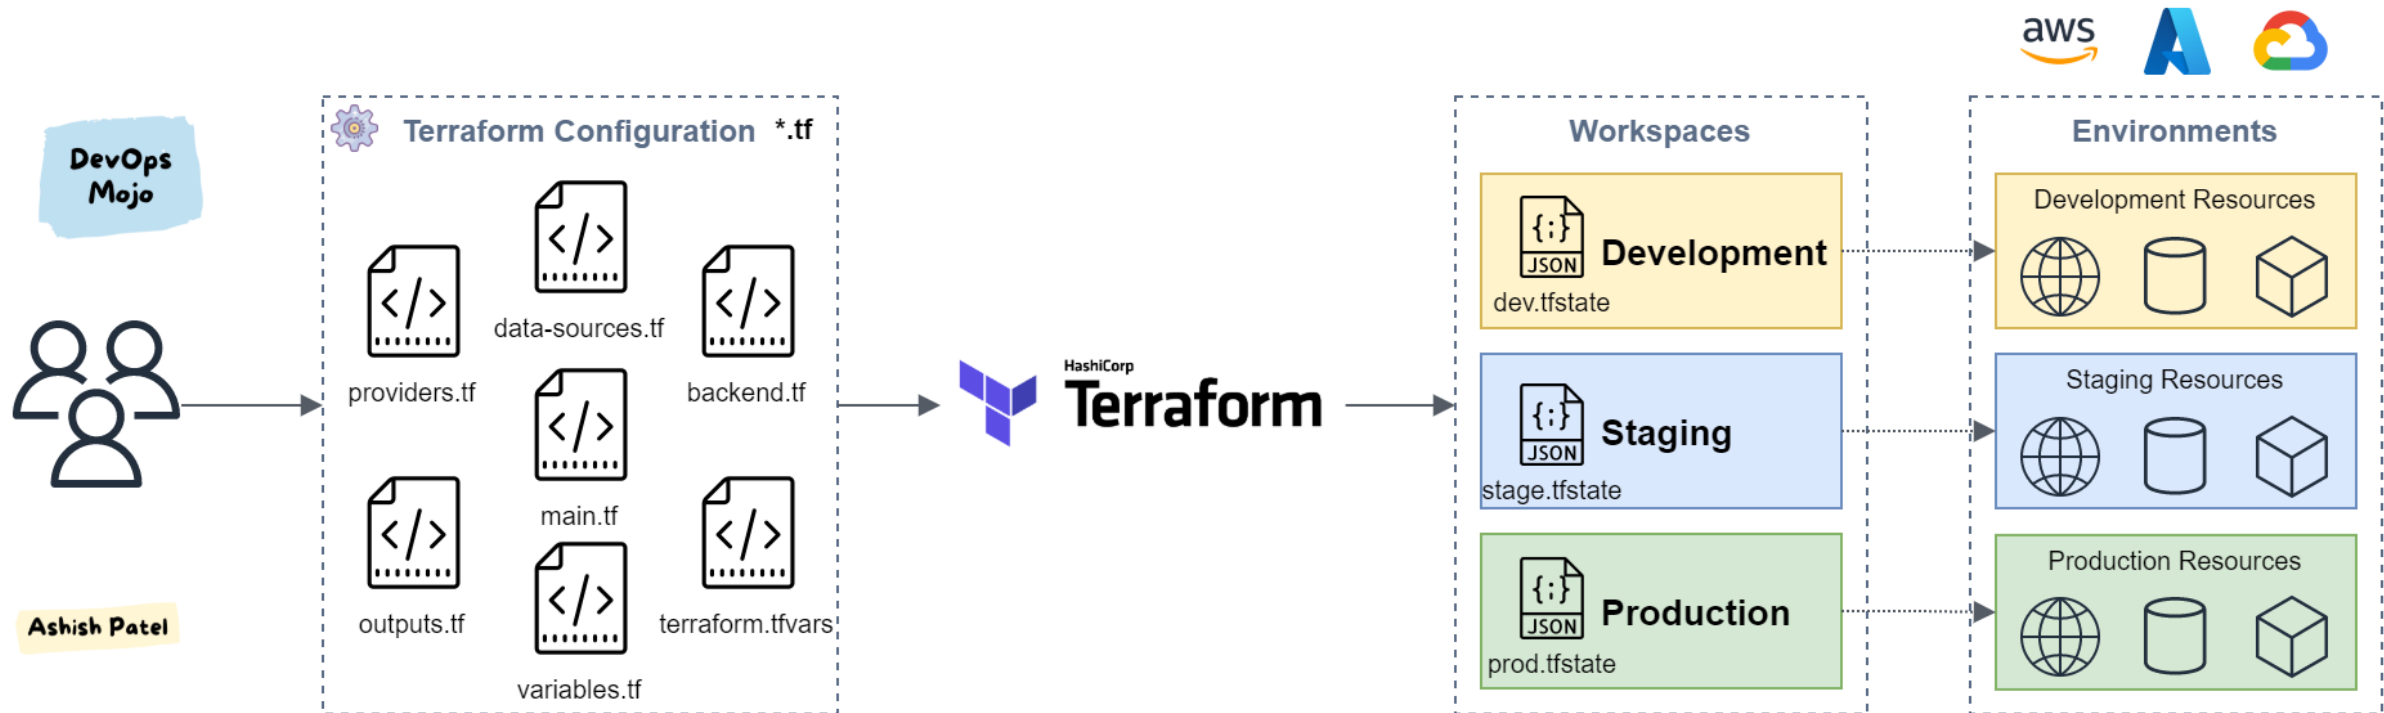 aws
DevOps
Mojo
Terraform Configuration *.tf
Workspaces
Environments
</>
data-sources.tf
</>
providers.tf
</>
backend.tf
</>
main.tf
</>
outputs.tf
</>
terraform.tfvars
</>
variables.tf
HashiCorp
Terraform
{;}
JSON
Development
dev.tfstate
{;}
JSON
Staging
stage.tfstate
{;}
JSON
Production
prod.tfstate
Development Resources
Staging Resources
Production Resources
Ashish Patel